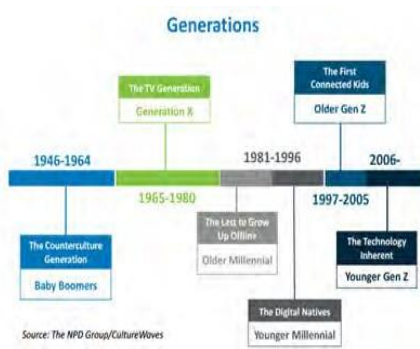 Generations
The TV Generation
Generation X
The First
Connected Kids
Older Gen Z
1946-1964
1981-1996
2006-
1965-1980
1997-2005
The Counterculture
Generation
Baby Boomers
The Last to Grow
Up Offline
Older Millennial
The Digital Natives
Younger Millennial
The Technology
Inherent
Younger Gen Z
Source: The NPD Group/CultureWaves